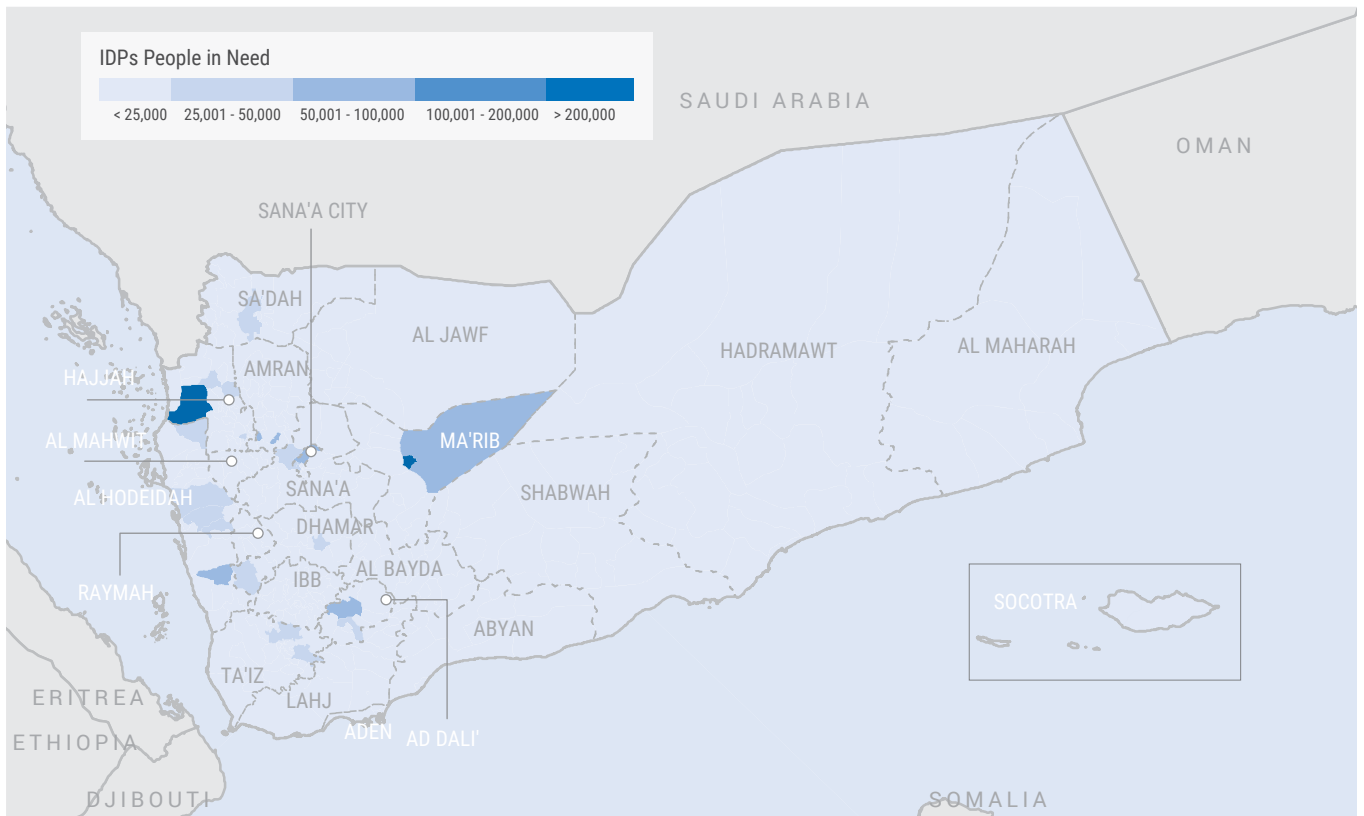 IDPs People in Need
< 25,000
25,001 - 50,000
50,001 - 100,000
100,001 - 200,000
> 200,000
SAUDI ARABIA
OMAN
SANA'A CITY
SA'DAH
AL JAWF
HADRAMAWT
AL MAHARAH
AMRAN
HAJJAH
AL MAHWIT
MA'RIB
SANA'A
SHABWAH
AL HODEIDAH
DHAMAR
AL BAYDA
IBB
RAYMAH
SOCOTRA
ABYAN
TA'IZ
LAHJ
ERITREA
ADEN
AD DALI'
ETHIOPIA
DJIBOUTI
SOMALIA